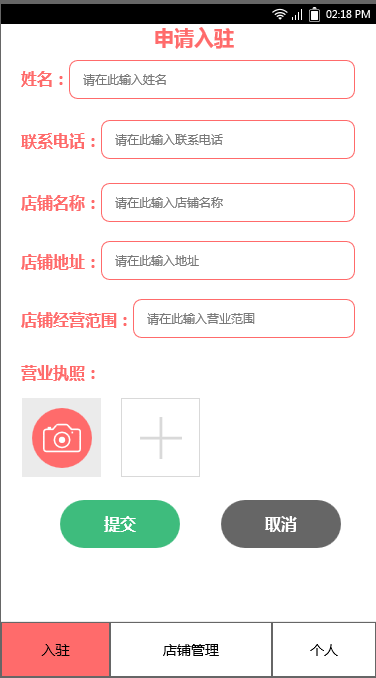 02:18 PM
申请入驻
姓名： 请在此输入姓名
联系电话： 请在此输入联系电话
店铺名称： 请在此输入店铺名称
店铺地址： 请在此输入地址
店铺经营范围： 请在此输入营业范围
营业执照：
提交 取消
入驻 店铺管理 个人